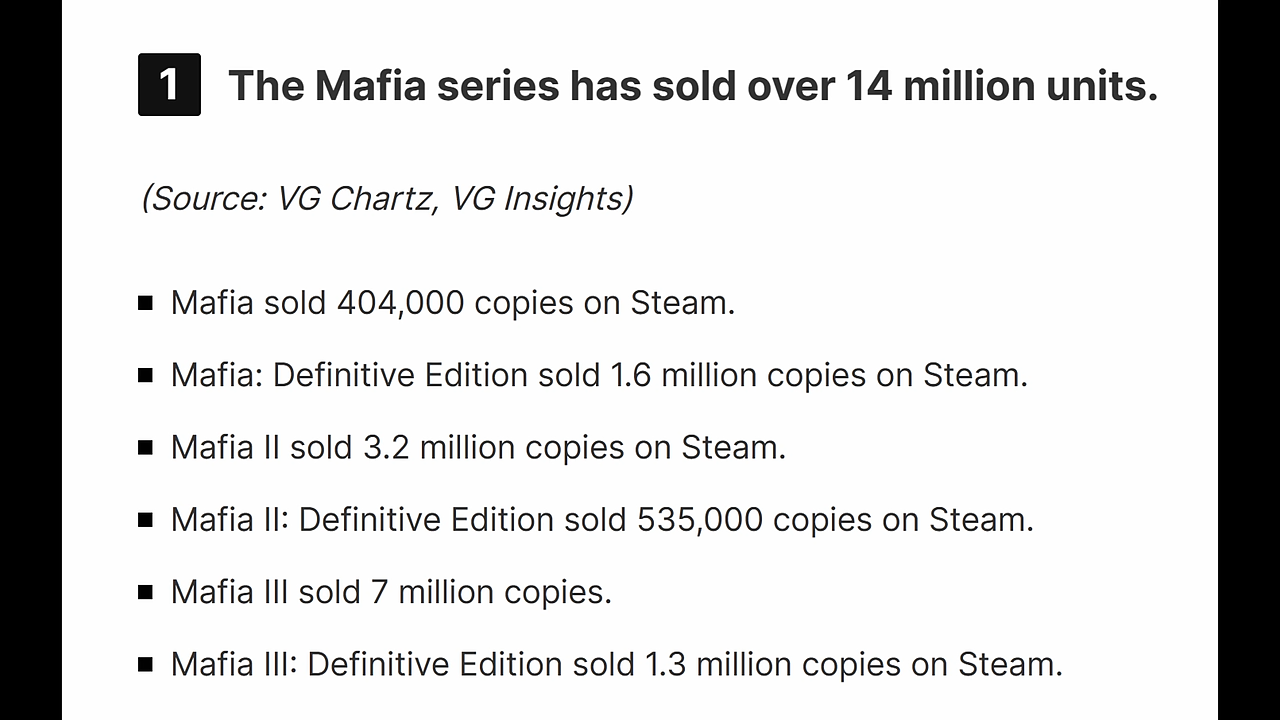 1 The Mafia series has sold over 14 million units.
(Source: VG Chartz, VG Insights)
Mafia sold 404,000 copies on Steam.
Mafia: Definitive Edition sold 1.6 million copies on Steam.
Mafia II sold 3.2 million copies on Steam.
Mafia II: Definitive Edition sold 535,000 copies on Steam.
Mafia III sold 7 million copies.
Mafia III: Definitive Edition sold 1.3 million copies on Steam.